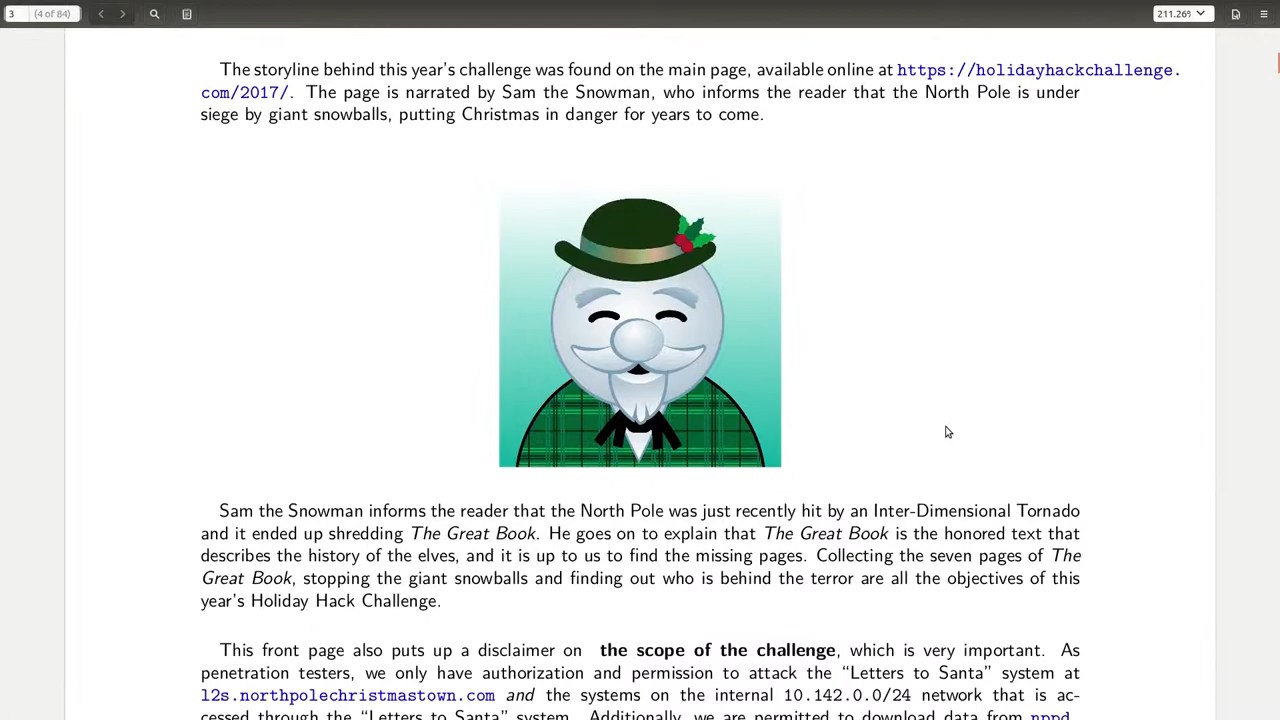 3 (4 of 84) 211.26%
The storyline behind this year's challenge was found on the main page, available online at https://holidayhackchallenge.
com/2017/. The page is narrated by Sam the Snowman, who informs the reader that the North Pole is under
siege by giant snowballs, putting Christmas in danger for years to come.
Sam the Snowman informs the reader that the North Pole was just recently hit by an Inter-Dimensional Tornado
and it ended up shredding The Great Book. He goes on to explain that The Great Book is the honored text that
describes the history of the elves, and it is up to us to find the missing pages. Collecting the seven pages of The
Great Book, stopping the giant snowballs and finding out who is behind the terror are all the objectives of this
year's Holiday Hack Challenge.
This front page also puts up a disclaimer on the scope of the challenge, which is very important. As
penetration testers, we only have authorization and permission to attack the “Letters to Santa” system at
l2s.northpolechristmastown.com and the systems on the internal 10.142.0.0/24 network that is ac-
cessed through the “Letters to Santa” system. Additionally, we are permitted to download data from nppd.